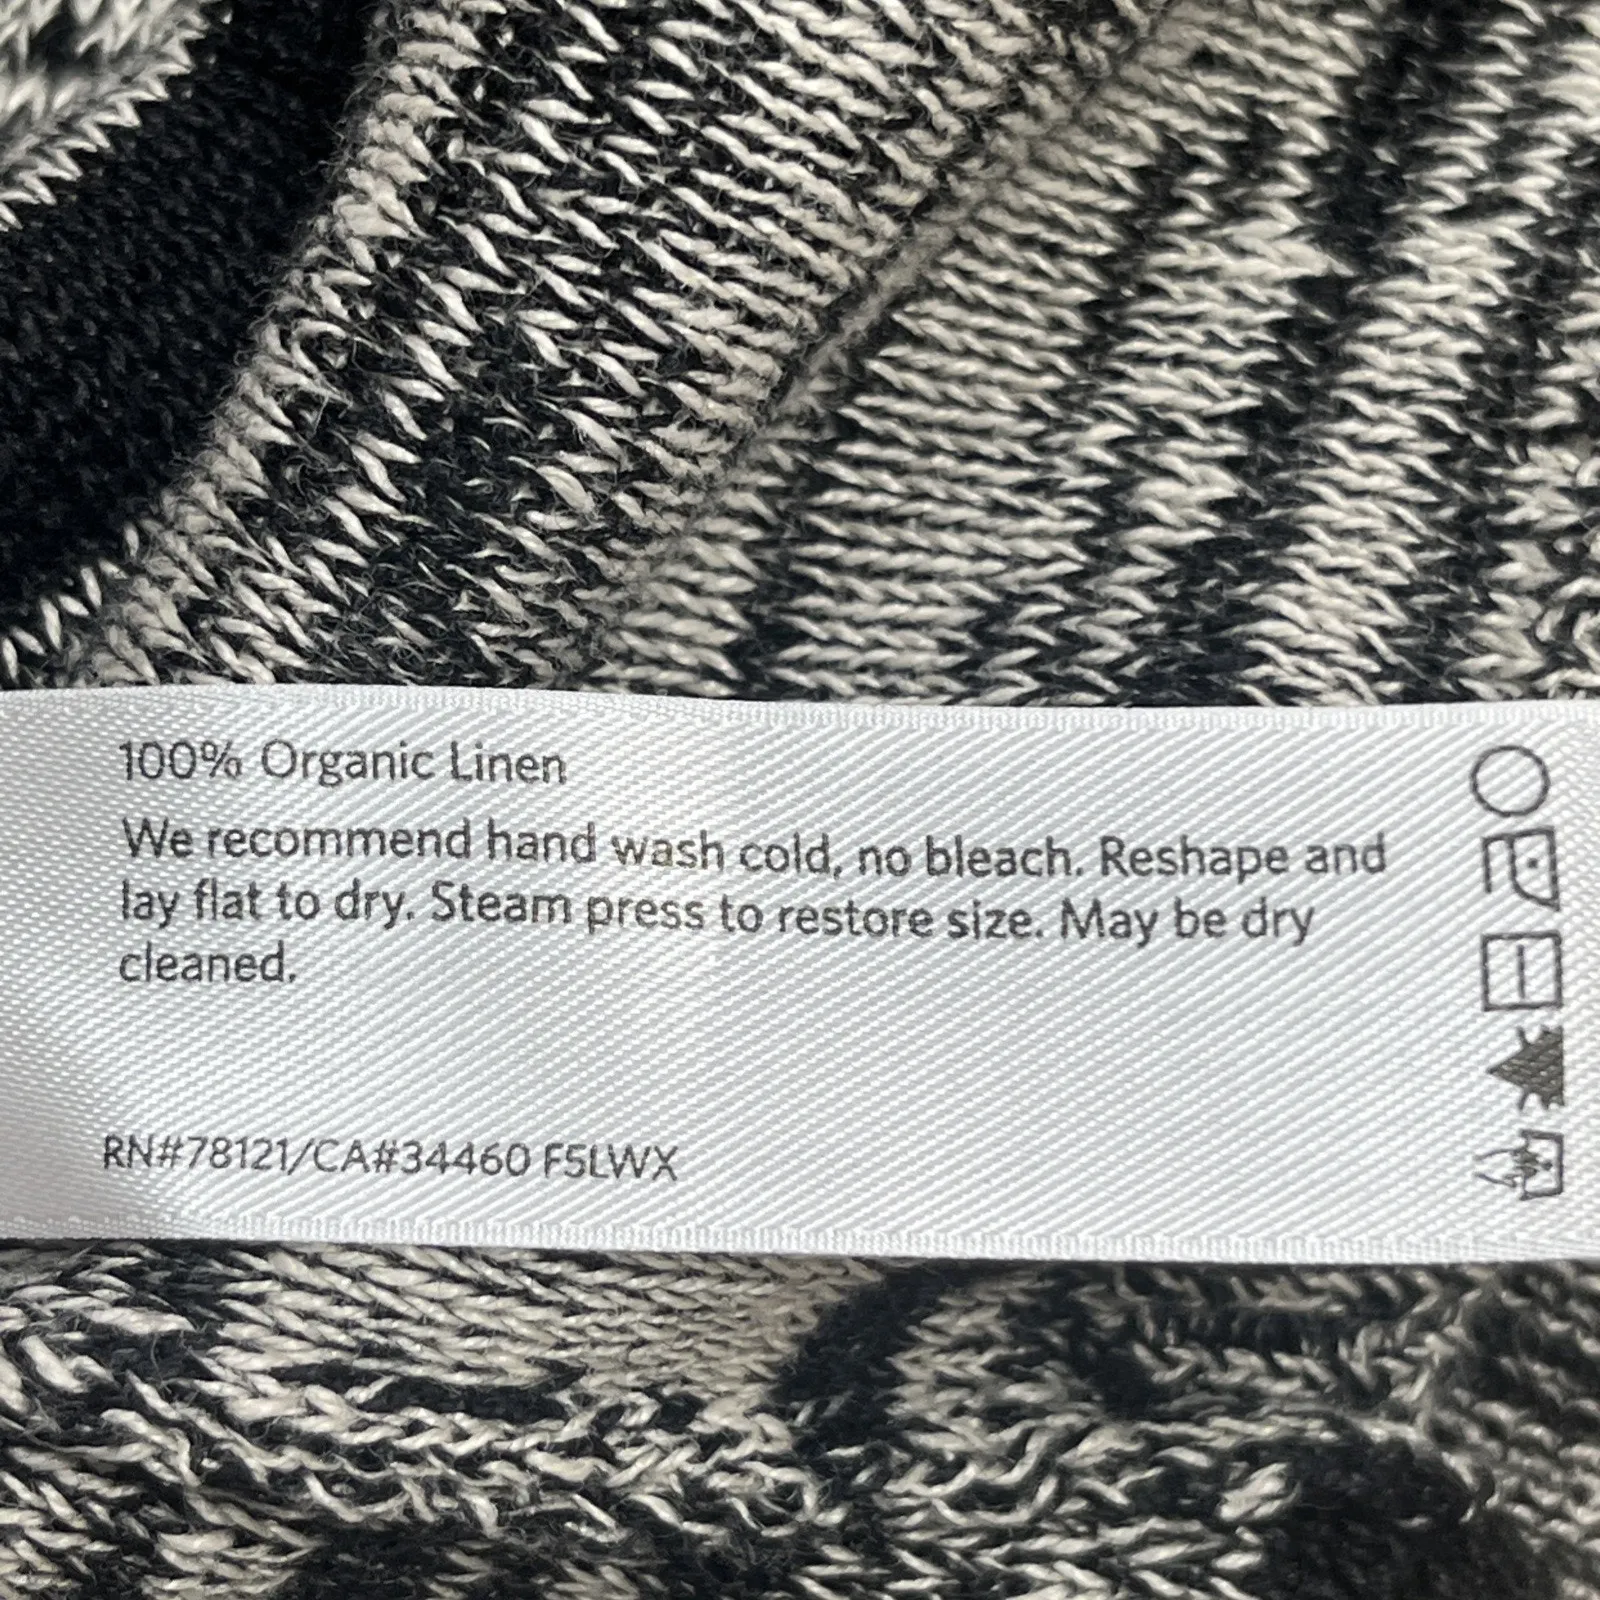 100% Organic Linen
We recommend hand wash cold, no bleach. Reshape and
lay flat to dry. Steam press to restore size. May be dry
cleaned.
RN#78121/CA#34460 F5LWX